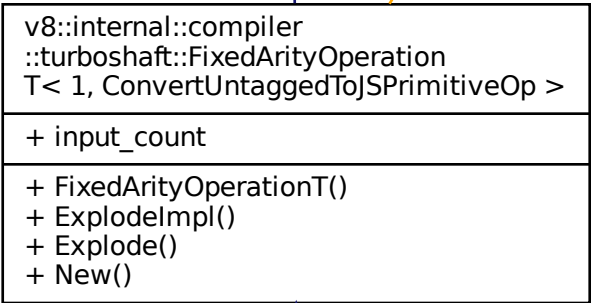 v8::internal::compiler
::turboshaft::FixedArityOperation
T< 1, ConvertUntaggedToJSPrimitiveOp >
+ input_count
+ FixedArityOperationT()
+ ExplodeImpl()
+ Explode()
+ New()